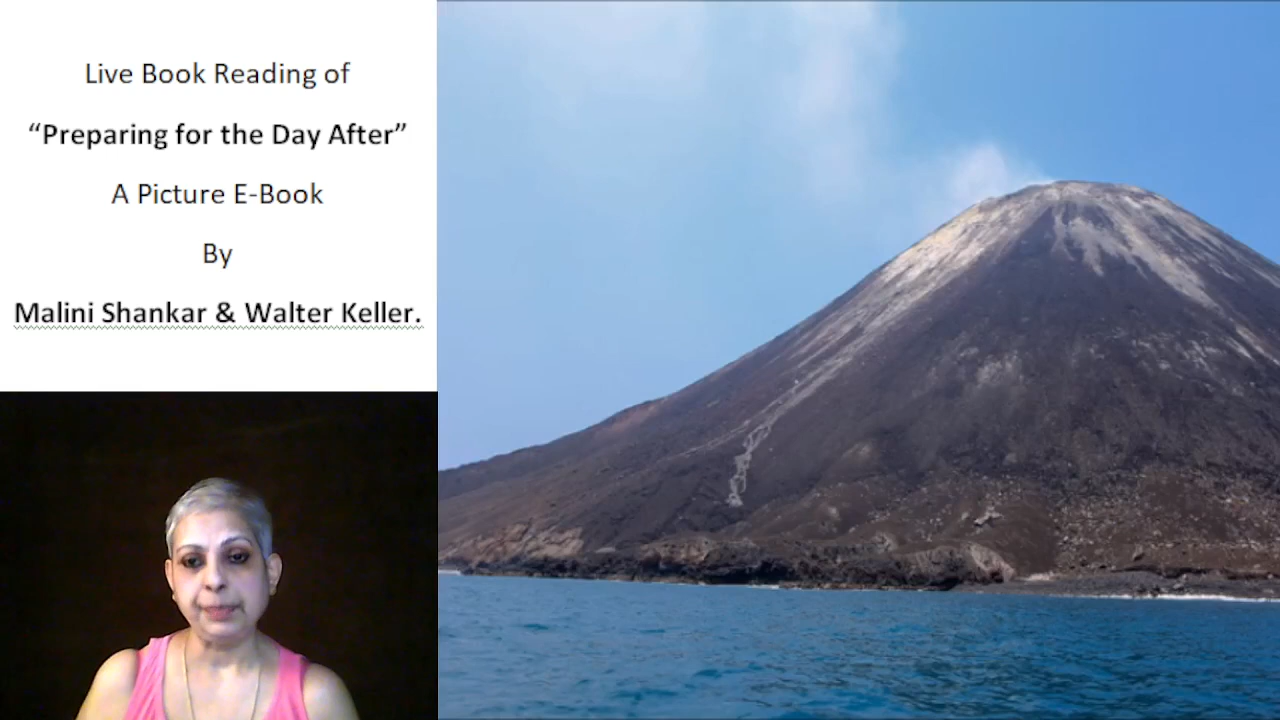 Live Book Reading of
“Preparing for the Day After”
A Picture E-Book
By
Malini Shankar & Walter Keller.